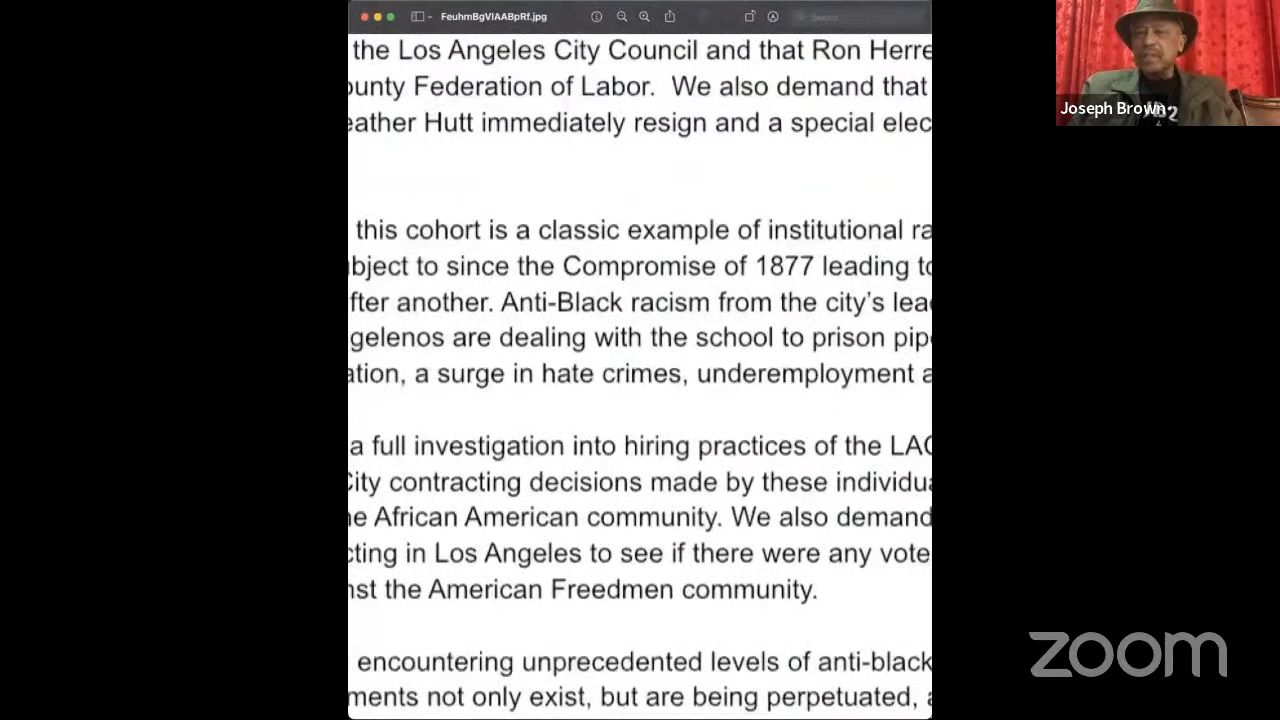 FeuhmBgVIAABpRf.jpg
the Los Angeles City Council and that Ron Herre
ounty Federation of Labor. We also demand that
eather Hutt immediately resign and a special elec
this cohort is a classic example of institutional ra
bject to since the Compromise of 1877 leading to
fter another. Anti-Black racism from the city's lea
gelenos are dealing with the school to prison pip
ation, a surge in hate crimes, underemployment a
a full investigation into hiring practices of the LAC
City contracting decisions made by these individua
e African American community. We also demand
cting in Los Angeles to see if there were any vote
nst the American Freedmen community.
encountering unprecedented levels of anti-black
ments not only exist, but are being perpetuated, a
Joseph Brown
zoom